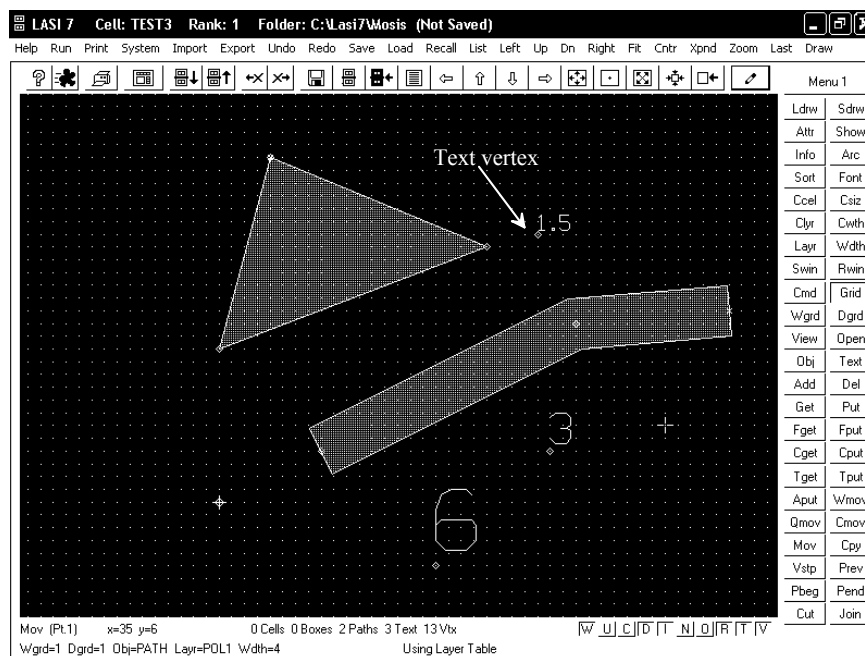 LASI 7 Cell: TEST3 Rank: 1 Folder: C:\Lasi7\Mosis (Not Saved)
Help Run Print System Import Export Undo Redo Save Load Recall List Left Up Dn Right Fit Cntr Xpnd Zoom Last Draw
Menu 1
Ldrw Sdrw
Attr Show
Info Arc
Sort Font
Ccel Csiz
Clyr Cwth
Layr Wdth
Swin Rwin
Cmd Grid
Wgrd Dgrd
View Open
Obj Text
Add Del
Get Put
Fget Fput
Cget Cput
Tget Tput
Aput Wmov
Qmov Cmov
Mov Cpy
Vstp Prev
Pbeg Pend
Cut Join
Text vertex
1.5
3
6
Mov (Pt.1) x=35 y=6 0 Cells 0 Boxes 2 Paths 3 Text 13 Vtx W U C D I N O R T V
Wgrd=1 Dgrd=1 Obj=PATH Layr=POL1 Wdth=4 Using Layer Table